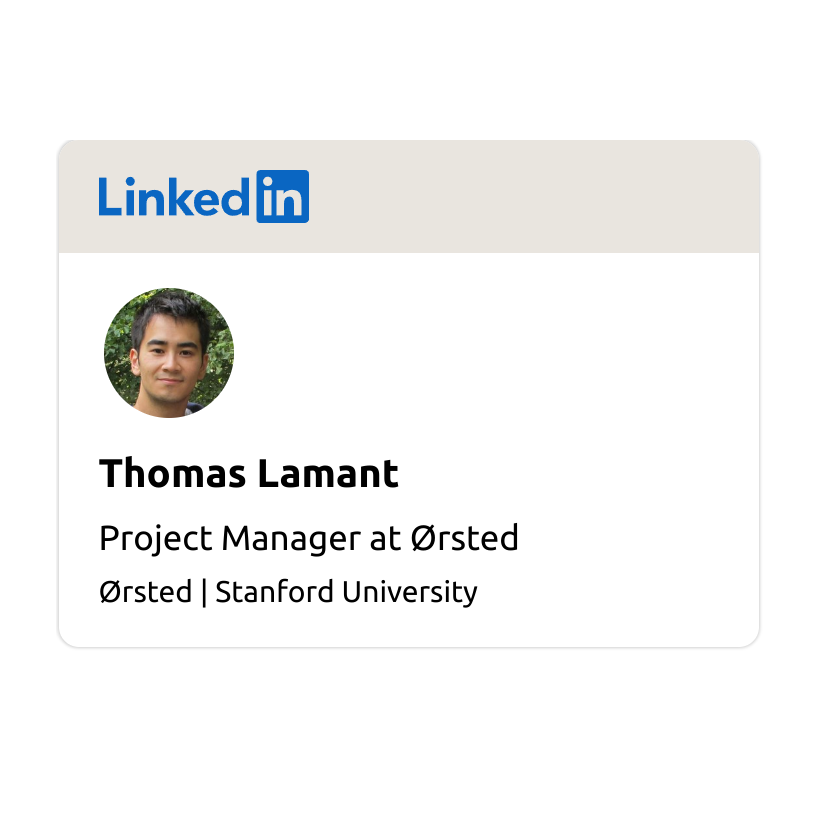 LinkedIn
Thomas Lamant
Project Manager at Ørsted
Ørsted | Stanford University